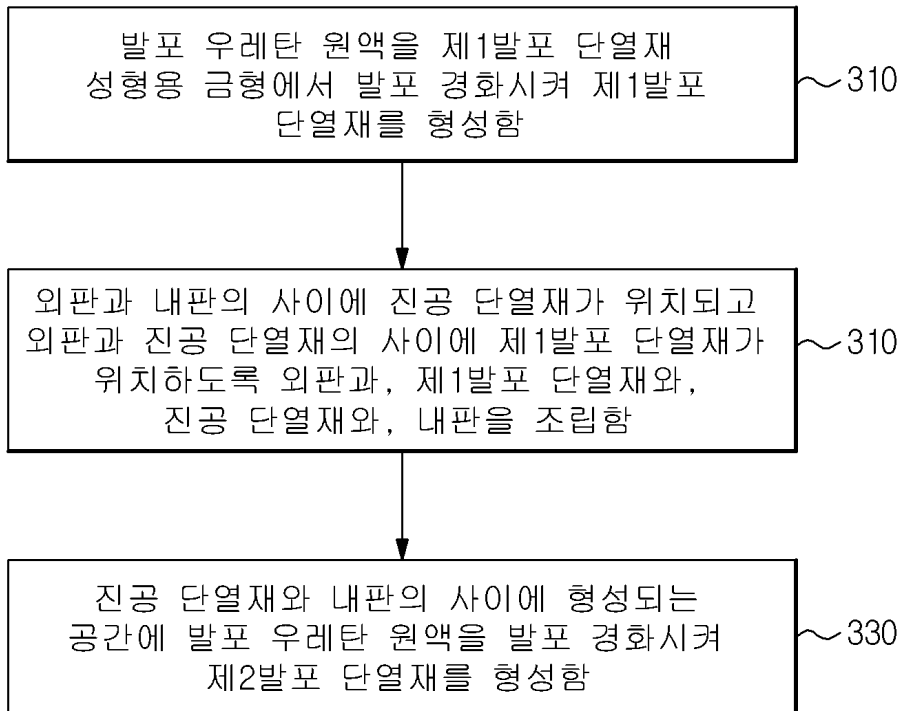 발포 우레탄 원액을 제1발포 단열재
성형용 금형에서 발포 경화시켜 제1발포
단열재를 형성함
310
외판과 내판의 사이에 진공 단열재가 위치되고
외판과 진공 단열재의 사이에 제1발포 단열재가
위치하도록 외판과, 제1발포 단열재와,
진공 단열재와, 내판을 조립함
310
진공 단열재와 내판의 사이에 형성되는
공간에 발포 우레탄 원액을 발포 경화시켜
제2발포 단열재를 형성함
330